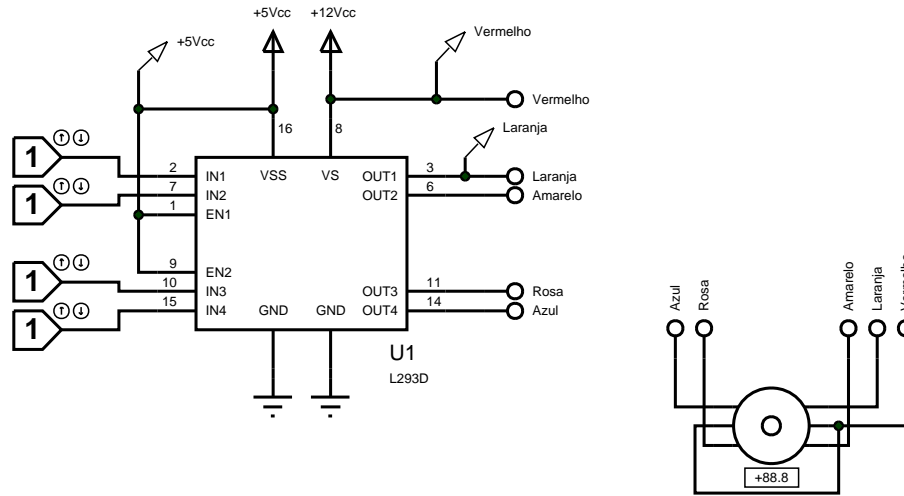 +5Vcc
+12Vcc
+5Vcc
Vermelho
Vermelho
16
8
Laranja
1
2
IN1
VSS
VS
OUT1
3
Laranja
1
7
IN2
OUT2
6
Amarelo
1
EN1
9
EN2
1
10
IN3
OUT3
11
Rosa
1
15
IN4
GND
GND
OUT4
14
Azul
U1
L293D
Azul
Rosa
Amarelo
Laranja
Vermelho
+88.8